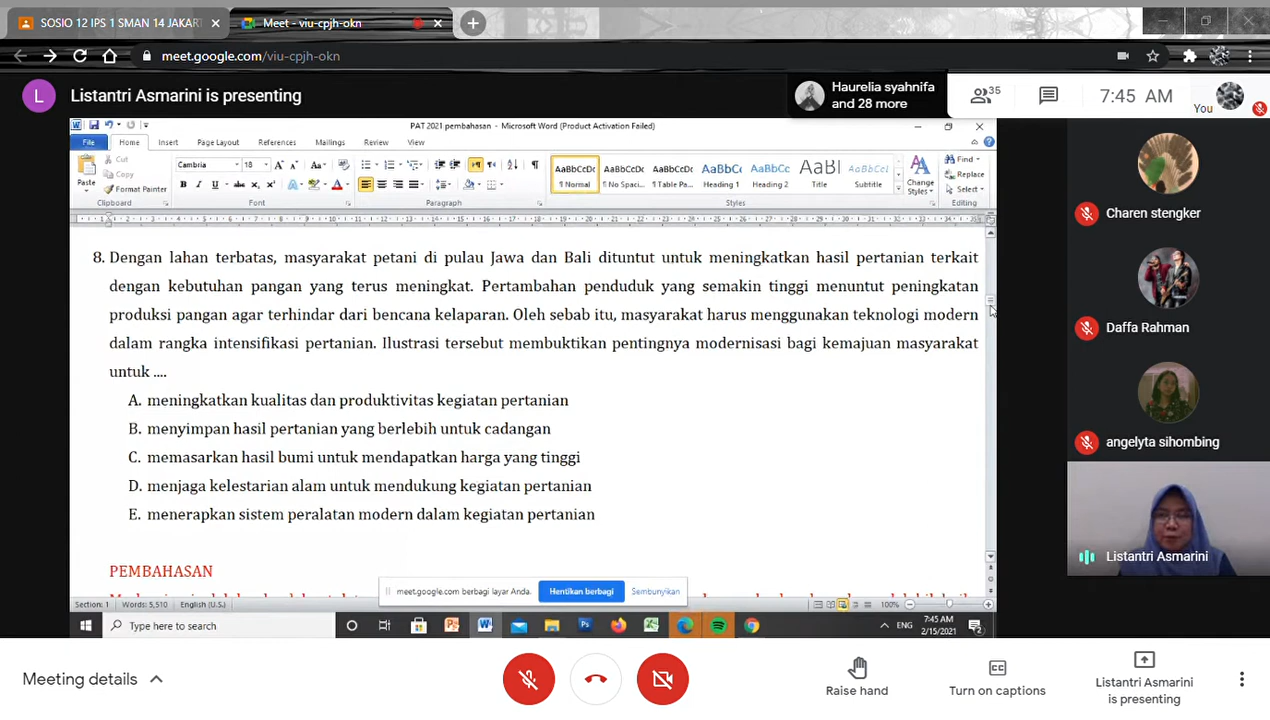 SOSIO 12 IPS 1 SMAN 14 JAKAR
Meet - viu-cpjh-okn
meet.google.com/viu-cpjh-okn
L
Listantri Asmarini is presenting
Haurelia syahnifa
and 28 more
35
7:45 AM
You
PAT 2021 pembahasan - Microsoft Word (Product Activation Failed)
File Home Insert Page Layout References Mailings Review View
Paste
Cut
Copy
Format Painter
Clipboard
Cambria 18
Font
Paragraph
AaBbCcDc AaBbCcDc AaBbCcDc AaBbCc AaBbCc AaBl AaBbCcL
¶ Normal ¶ No Spaci... ¶ Table Pa... Heading 1 Heading 2 Title Subtitle
Change
Styles
Styles
Find
Replace
Select
Editing
8. Dengan lahan terbatas, masyarakat petani di pulau Jawa dan Bali dituntut untuk meningkatkan hasil pertanian terkait
dengan kebutuhan pangan yang terus meningkat. Pertambahan penduduk yang semakin tinggi menuntut peningkatan
produksi pangan agar terhindar dari bencana kelaparan. Oleh sebab itu, masyarakat harus menggunakan teknologi modern
dalam rangka intensifikasi pertanian. Ilustrasi tersebut membuktikan pentingnya modernisasi bagi kemajuan masyarakat
untuk ....
A. meningkatkan kualitas dan produktivitas kegiatan pertanian
B. menyimpan hasil pertanian yang berlebih untuk cadangan
C. memasarkan hasil bumi untuk mendapatkan harga yang tinggi
D. menjaga kelestarian alam untuk mendukung kegiatan pertanian
E. menerapkan sistem peralatan modern dalam kegiatan pertanian
PEMBAHASAN
meet.google.com berbagi layar Anda. Hentikan berbagi Sembunyikan
Section: 1 Words: 5,510 English (U.S.) 100%
Type here to search
ENG
7:45 AM
2/15/2021
Charen stengker
Daffa Rahman
angelyta sihombing
Listantri Asmarini
Meeting details
Raise hand
Turn on captions
Listantri Asmarini
is presenting